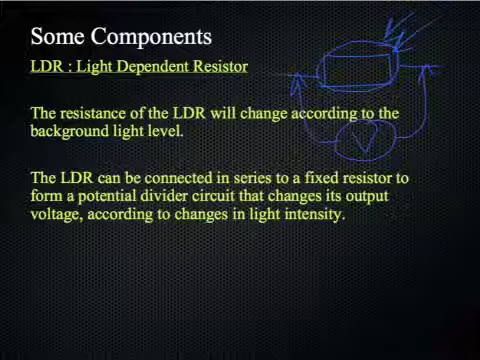 Some Components
LDR : Light Dependent Resistor
The resistance of the LDR will change according to the
background light level.
The LDR can be connected in series to a fixed resistor to
form a potential divider circuit that changes its output
voltage, according to changes in light intensity.
V